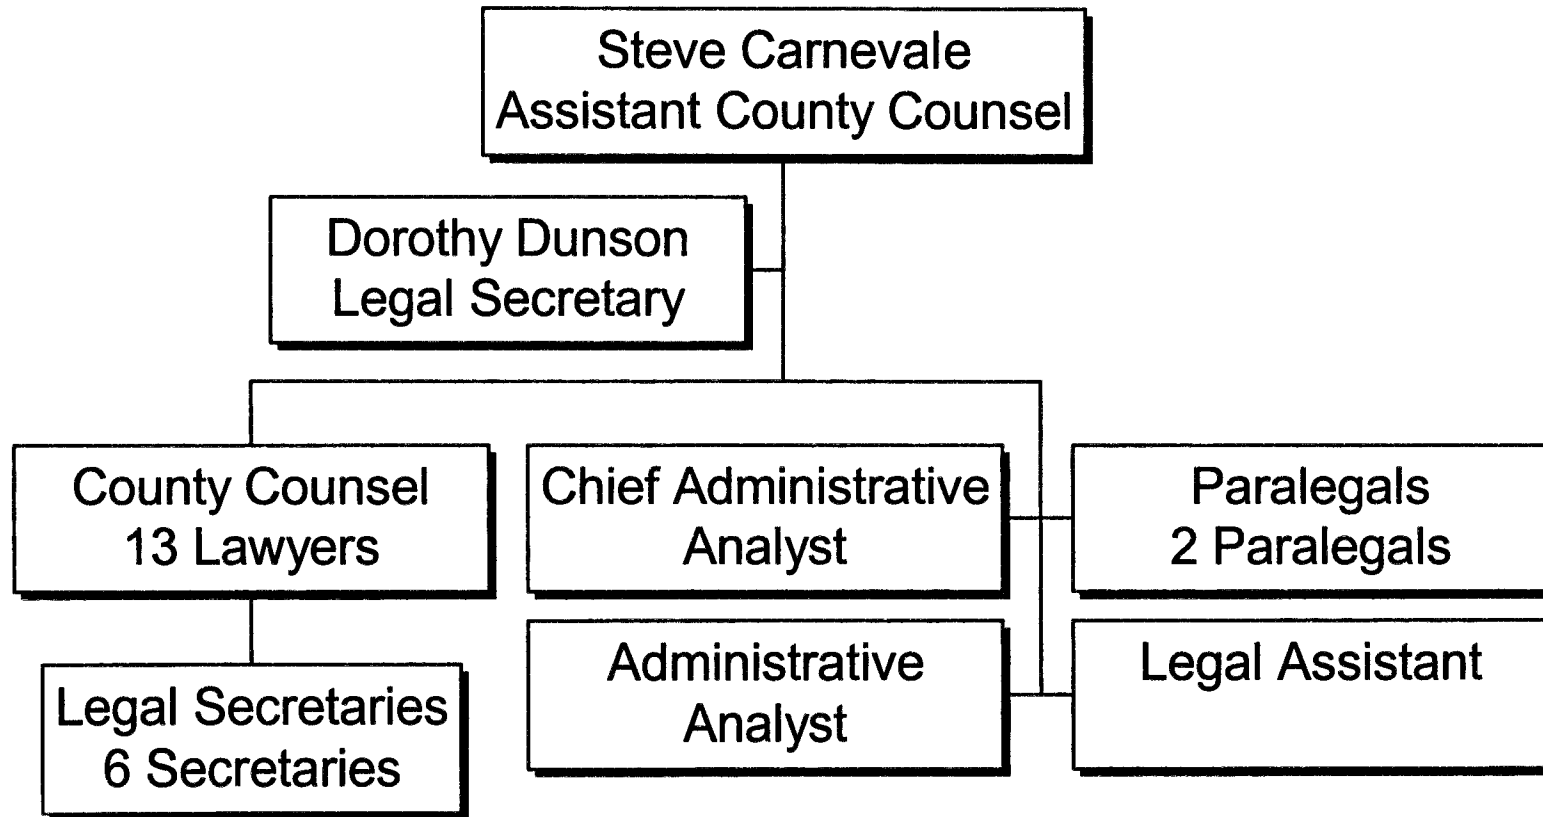 Steve Carnevale
Assistant County Counsel
Dorothy Dunson
Legal Secretary
County Counsel
13 Lawyers
Chief Administrative
Analyst
Paralegals
2 Paralegals
Legal Secretaries
6 Secretaries
Administrative
Analyst
Legal Assistant